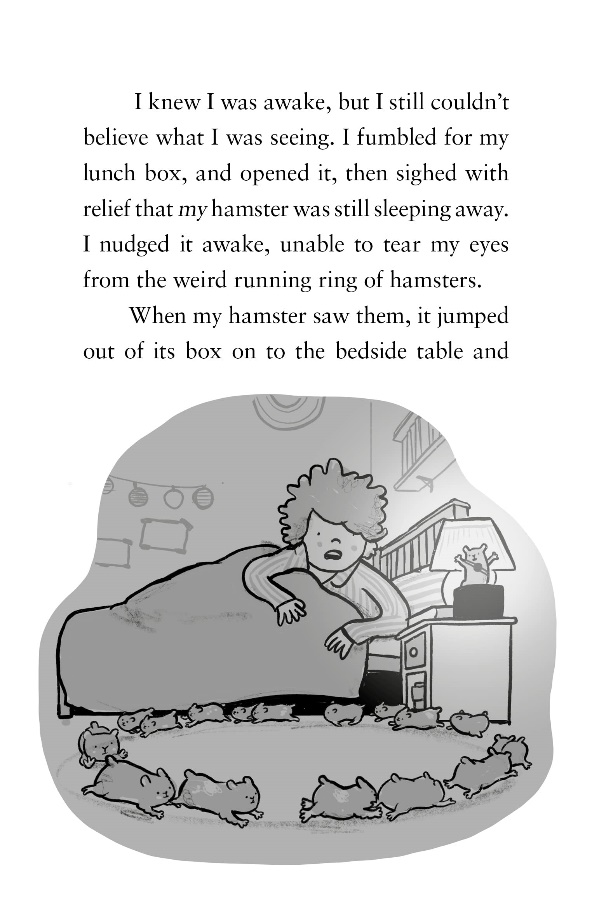 I knew I was awake, but I still couldn’t
believe what I was seeing. I fumbled for my
lunch box, and opened it, then sighed with
relief that my hamster was still sleeping away.
I nudged it awake, unable to tear my eyes
from the weird running ring of hamsters.
When my hamster saw them, it jumped
out of its box on to the bedside table and